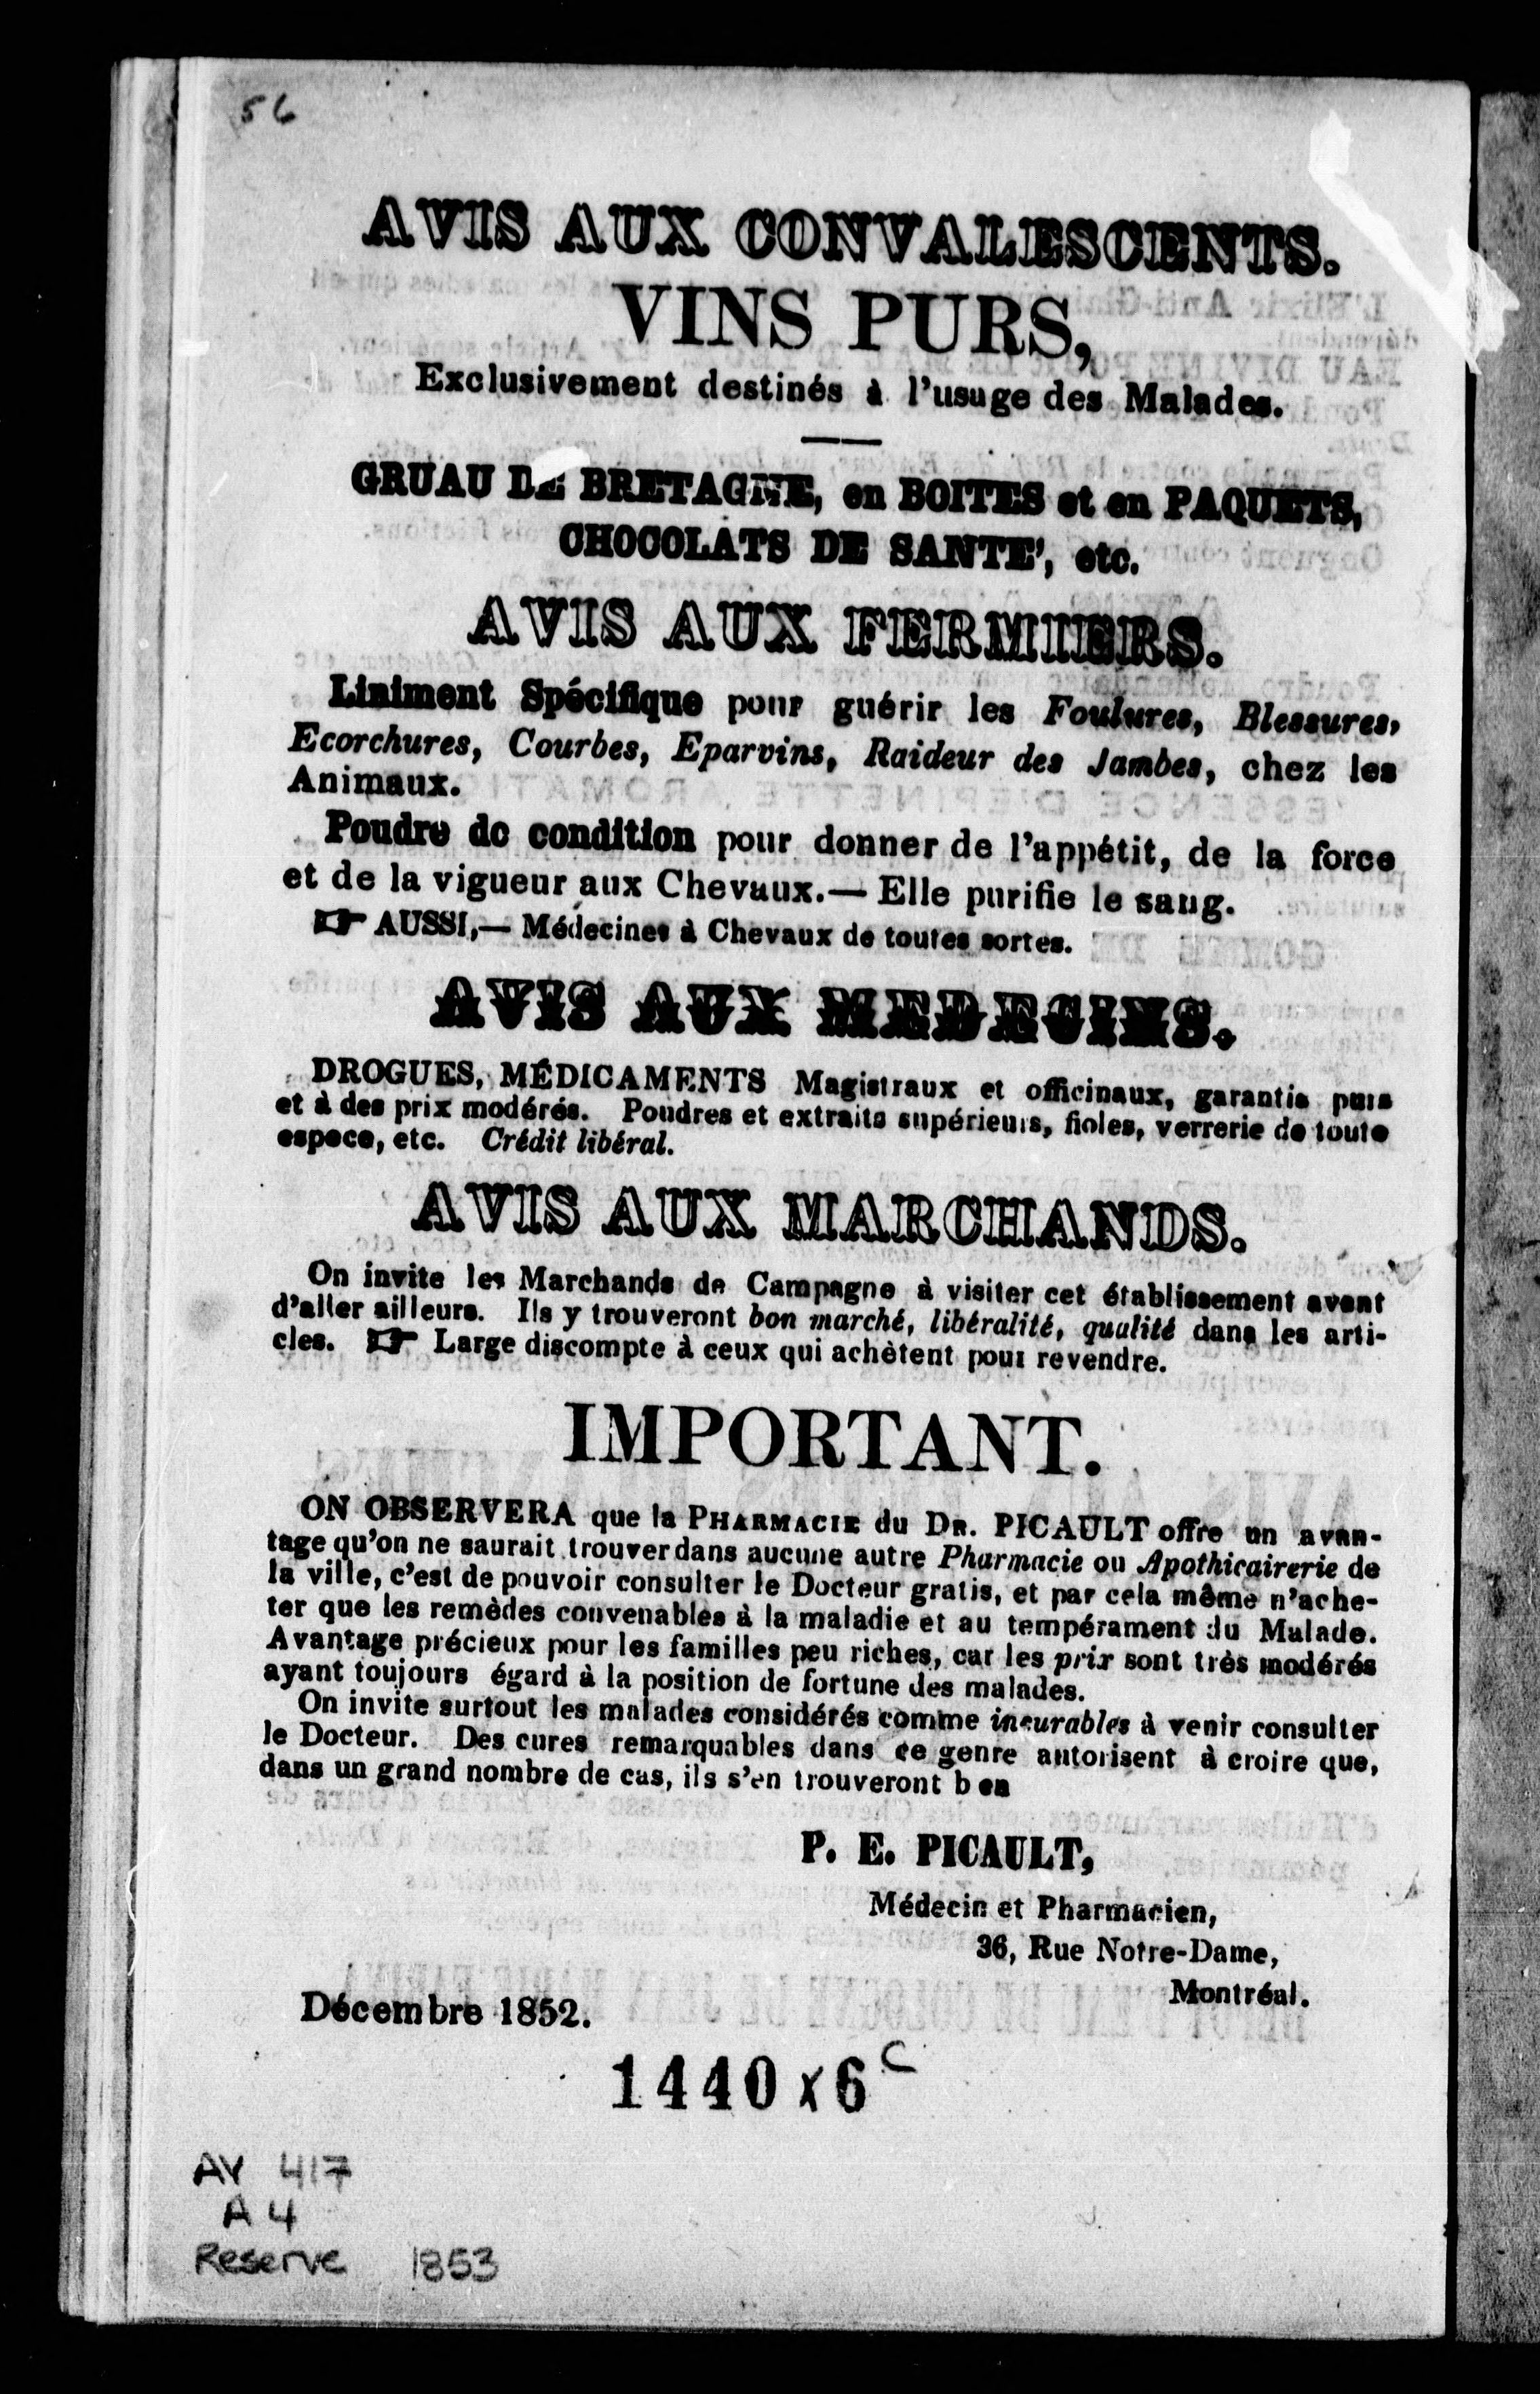 56
AVIS AUX CONVALESCENTS.
VINS PURS,
Exclusivement destinés à l'usage des Malades.
GRUAU DE BRETAGNE, en BOITES et en PAQUETS,
CHOCOLATS DE SANTE', etc.
AVIS AUX FERMIERS.
Liniment Spécifique pour guérir les Foulures, Blessures,
Ecorchures, Courbes, Eparvins, Raideur des Jambes, chez les
Animaux.
Poudre de condition pour donner de l'appétit, de la force
et de la vigueur aux Chevaux.— Elle purifie le sang.
☞ AUSSI,— Médecines à Chevaux de toutes sortes.
AVIS AUX MEDECINS.
DROGUES, MÉDICAMENTS Magistraux et officinaux, garantis purs
et à des prix modérés. Poudres et extraits supérieurs, fioles, verrerie de toute
espece, etc. Crédit libéral.
AVIS AUX MARCHANDS.
On invite les Marchands de Campagne à visiter cet établissement avant
d'aller ailleurs. Ils y trouveront bon marché, libéralité, qualité dans les arti-
cles. ☞ Large discompte à ceux qui achètent pour revendre.
IMPORTANT.
ON OBSERVERA que la PHARMACIE du DR. PICAULT offre un avan-
tage qu'on ne saurait trouver dans aucune autre Pharmacie ou Apothicairerie de
la ville, c'est de pouvoir consulter le Docteur gratis, et par cela même n'ache-
ter que les remèdes convenables à la maladie et au tempérament du Malade.
Avantage précieux pour les familles peu riches, car les prix sont très modérés
ayant toujours égard à la position de fortune des malades.
On invite surtout les malades considérés comme incurables à venir consulter
le Docteur. Des cures remarquables dans ce genre autorisent à croire que,
dans un grand nombre de cas, ils s'en trouveront b en
P. E. PICAULT,
Médecin et Pharmacien,
36, Rue Notre-Dame,
Montréal.
Décembre 1852.
1440 x 6 c
AY 417
A4
Reserve 1853